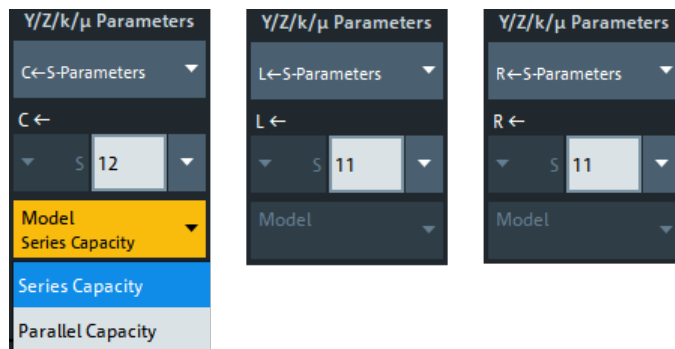 Y/Z/k/μ Parameters
C←S-Parameters
C ←
S 12
Model
Series Capacity
Series Capacity
Parallel Capacity
Y/Z/k/μ Parameters
L←S-Parameters
L ←
S 11
Model
Y/Z/k/μ Parameters
R←S-Parameters
R ←
S 11
Model